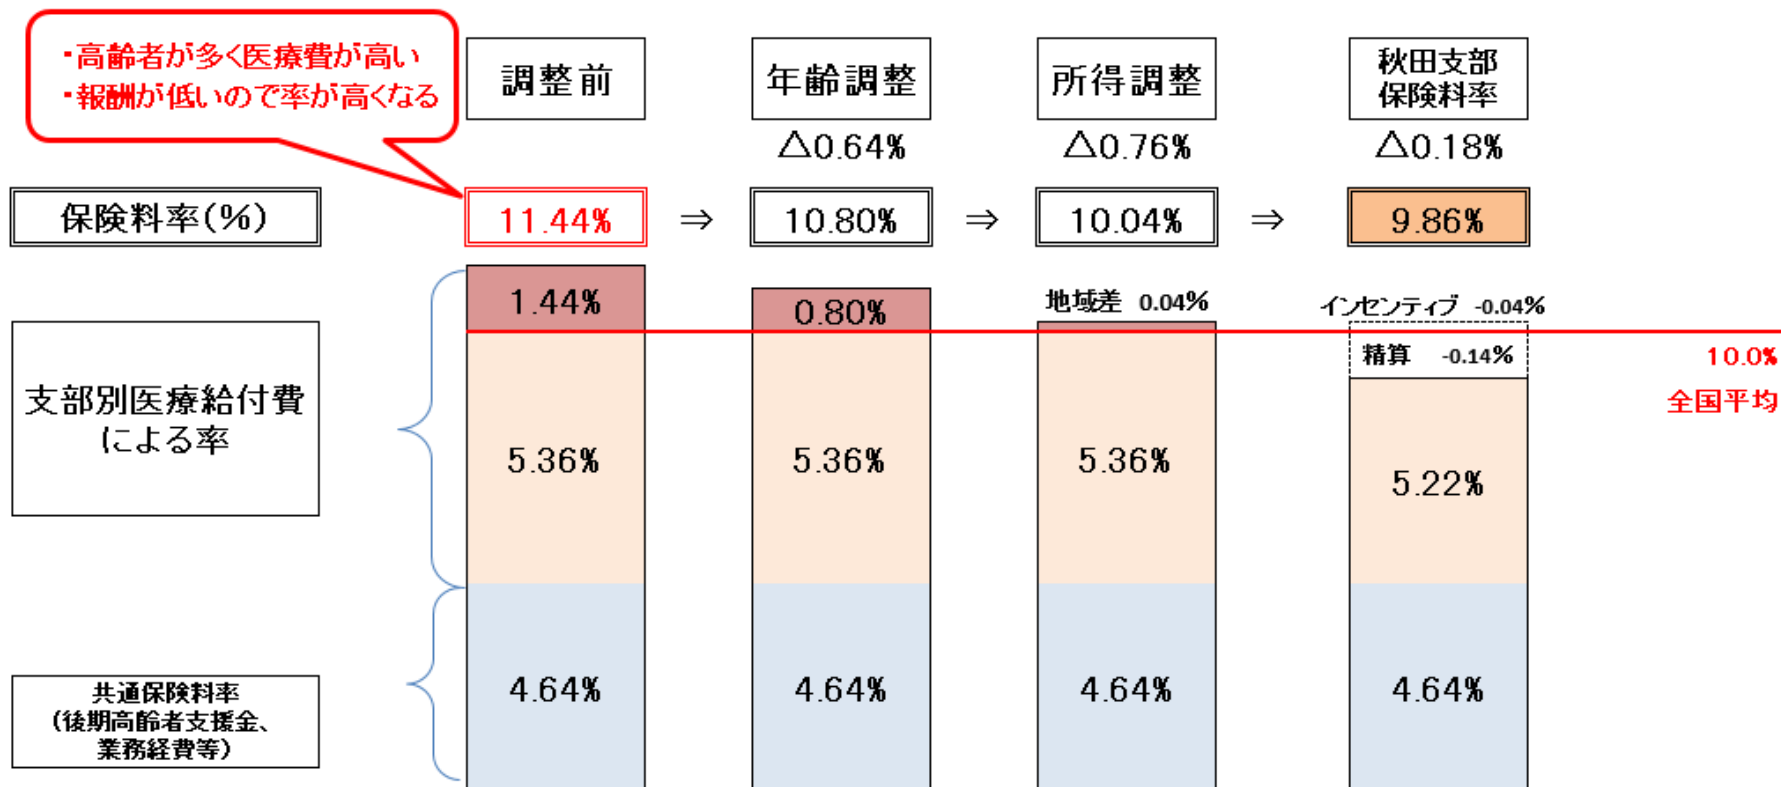 ・高齢者が多く医療費が高い
・報酬が低いので率が高くなる
調整前
年齢調整
所得調整
秋田支部
保険料率
△0.64%
△0.76%
△0.18%
保険料率(%)
11.44%
⇒
10.80%
⇒
10.04%
⇒
9.86%
1.44%
0.80%
地域差 0.04%
インセンティブ -0.04%
精算 -0.14%
10.0%
全国平均
支部別医療給付費
による率
5.36%
5.36%
5.36%
5.22%
共通保険料率
(後期高齢者支援金、
業務経費等)
4.64%
4.64%
4.64%
4.64%